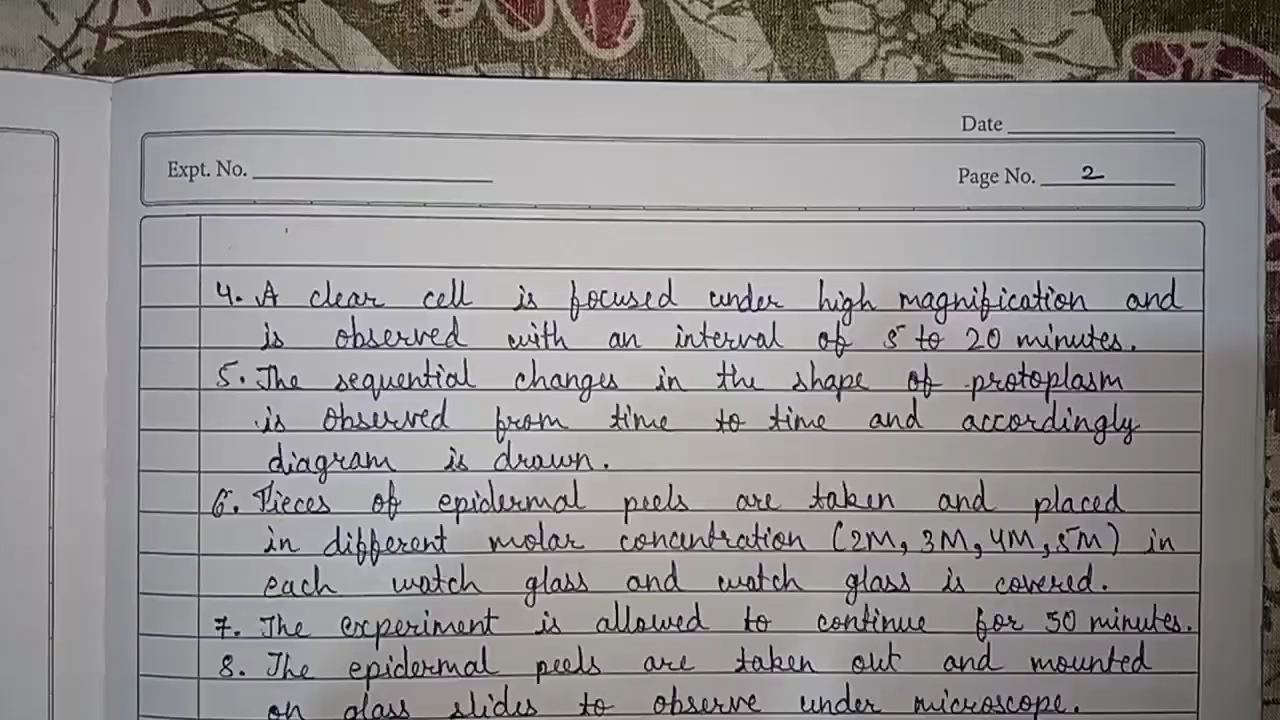 Date
Expt. No.
Page No. 2
4. A clear cell is focused under high magnification and
is observed with an interval of 5 to 20 minutes.
5. The sequential changes in the shape of protoplasm
is observed from time to time and accordingly
diagram is drawn.
6. Pieces of epidermal peels are taken and placed
in different molar concentration (2M, 3M, 4M, 5M) in
each watch glass and watch glass is covered.
7. The experiment is allowed to continue for 50 minutes.
8. The epidermal peels are taken out and mounted
on glass slides to observe under microscope.